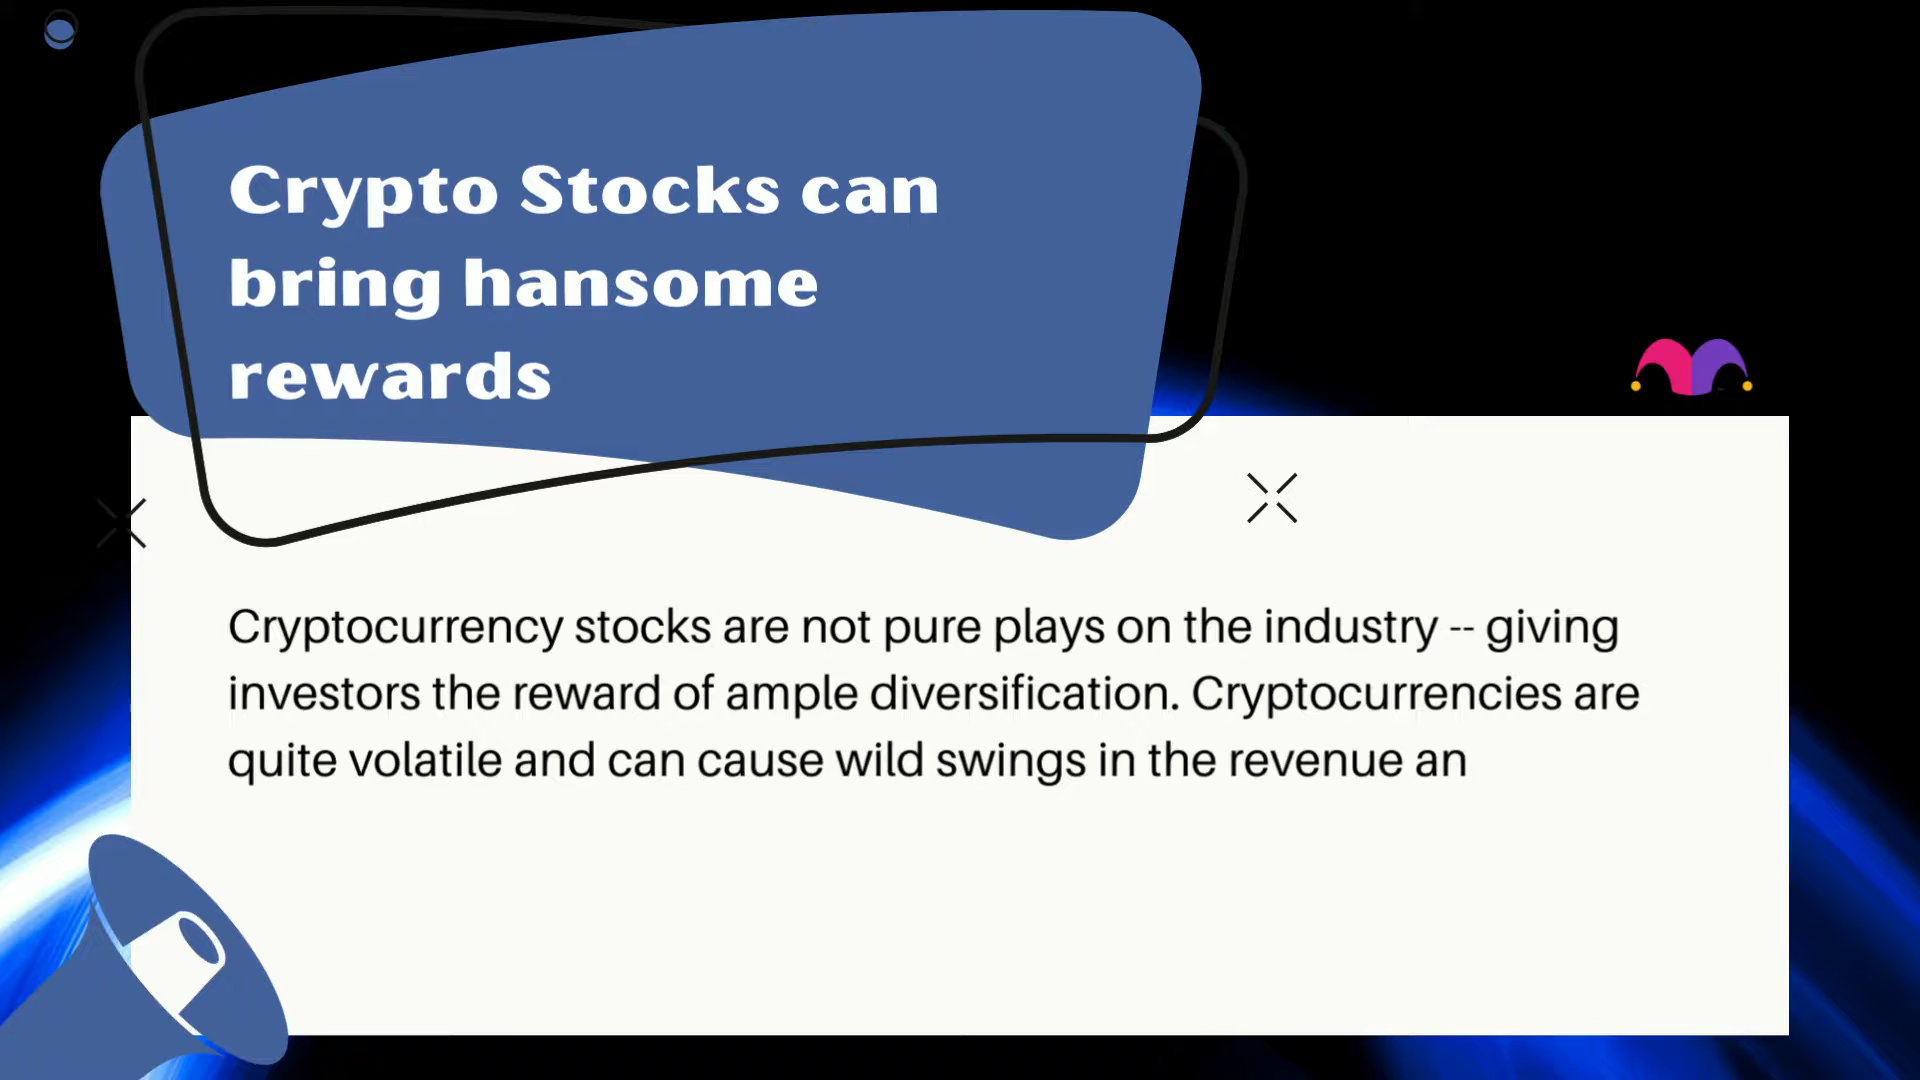 Crypto Stocks can
bring hansome
rewards
Cryptocurrency stocks are not pure plays on the industry -- giving
investors the reward of ample diversification. Cryptocurrencies are
quite volatile and can cause wild swings in the revenue an